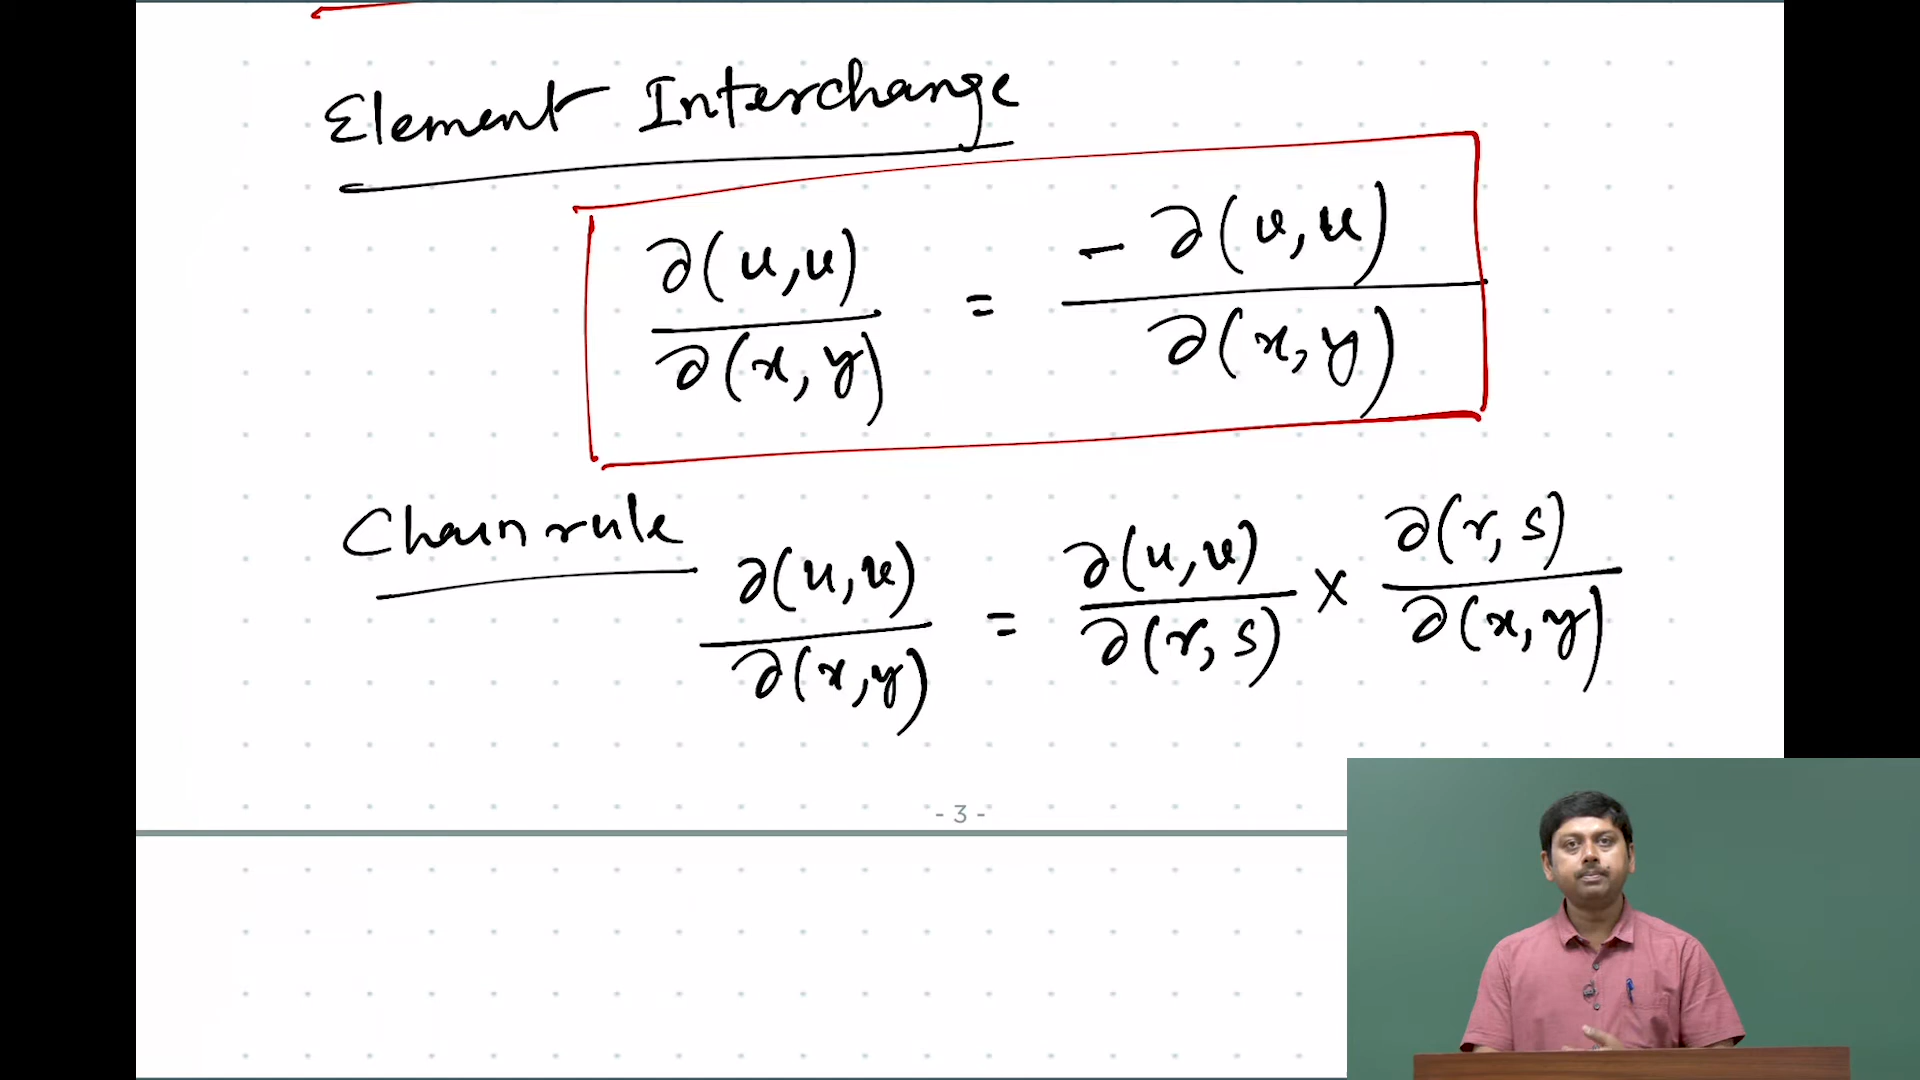 Element Interchange
∂(u,v)/∂(x,y) = -∂(v,u)/∂(x,y)
Chain rule
∂(u,v)/∂(x,y) = ∂(u,v)/∂(r,s) × ∂(r,s)/∂(x,y)
- 3 -